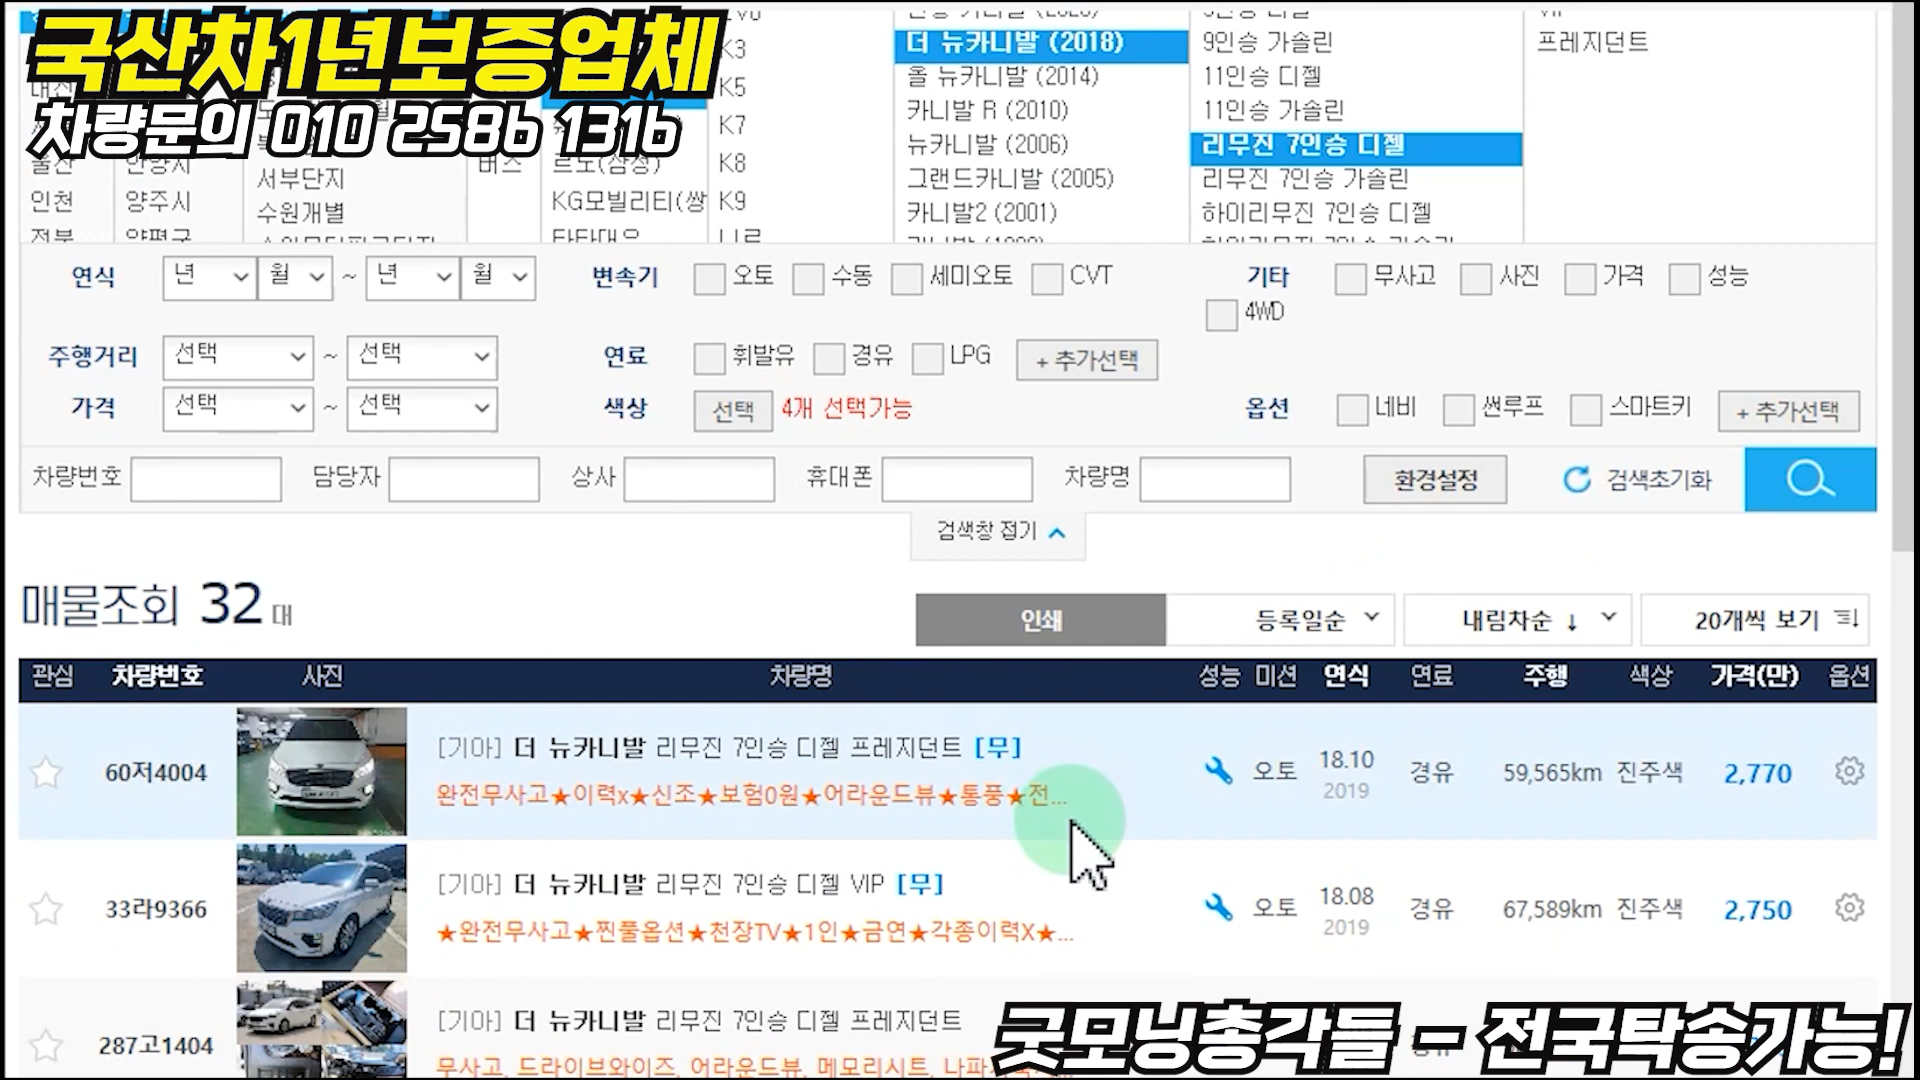 국산차1년보증업체
차량문의 010 2586 1316
K3
K5
K7
K8
K9
더 뉴카니발 (2018)
올 뉴카니발 (2014)
카니발 R (2010)
뉴카니발 (2006)
그랜드카니발 (2005)
카니발2 (2001)
9인승 가솔린
11인승 디젤
11인승 가솔린
리무진 7인승 디젤
리무진 7인승 가솔린
하이리무진 7인승 디젤
프레지던트
울산
인천
안양시
양주시
양평군
서부단지
수원개별
버스
르노(삼성)
KG모빌리티(쌍
타타대우
연식 년 월 ~ 년 월 변속기 오토 수동 세미오토 CVT 기타 무사고 사진 가격 성능
4WD
주행거리 선택 ~ 선택 연료 휘발유 경유 LPG + 추가선택
가격 선택 ~ 선택 색상 선택 4개 선택가능 옵션 네비 썬루프 스마트키 + 추가선택
차량번호 담당자 상사 휴대폰 차량명 환경설정 검색초기화
검색창 접기
매물조회 32 대
인쇄 등록일순 내림차순 ↓ 20개씩 보기
관심 차량번호 사진 차량명 성능 미션 연식 연료 주행 색상 가격(만) 옵션
[기아] 더 뉴카니발 리무진 7인승 디젤 프레지던트 [무]
60저4004 오토 18.10 경유 59,565km 진주색 2,770
2019
완전무사고★이력x★신조★보험0원★어라운드뷰★통풍★전...
[기아] 더 뉴카니발 리무진 7인승 디젤 VIP [무]
33라9366 오토 18.08 경유 67,589km 진주색 2,750
2019
★완전무사고★찐풀옵션★천장TV★1인★금연★각종이력X★...
[기아] 더 뉴카니발 리무진 7인승 디젤 프레지던트
287고1404
무사고, 드라이브와이즈, 어라운드뷰, 메모리시트, 나파
굿모닝총각들 - 전국탁송가능!